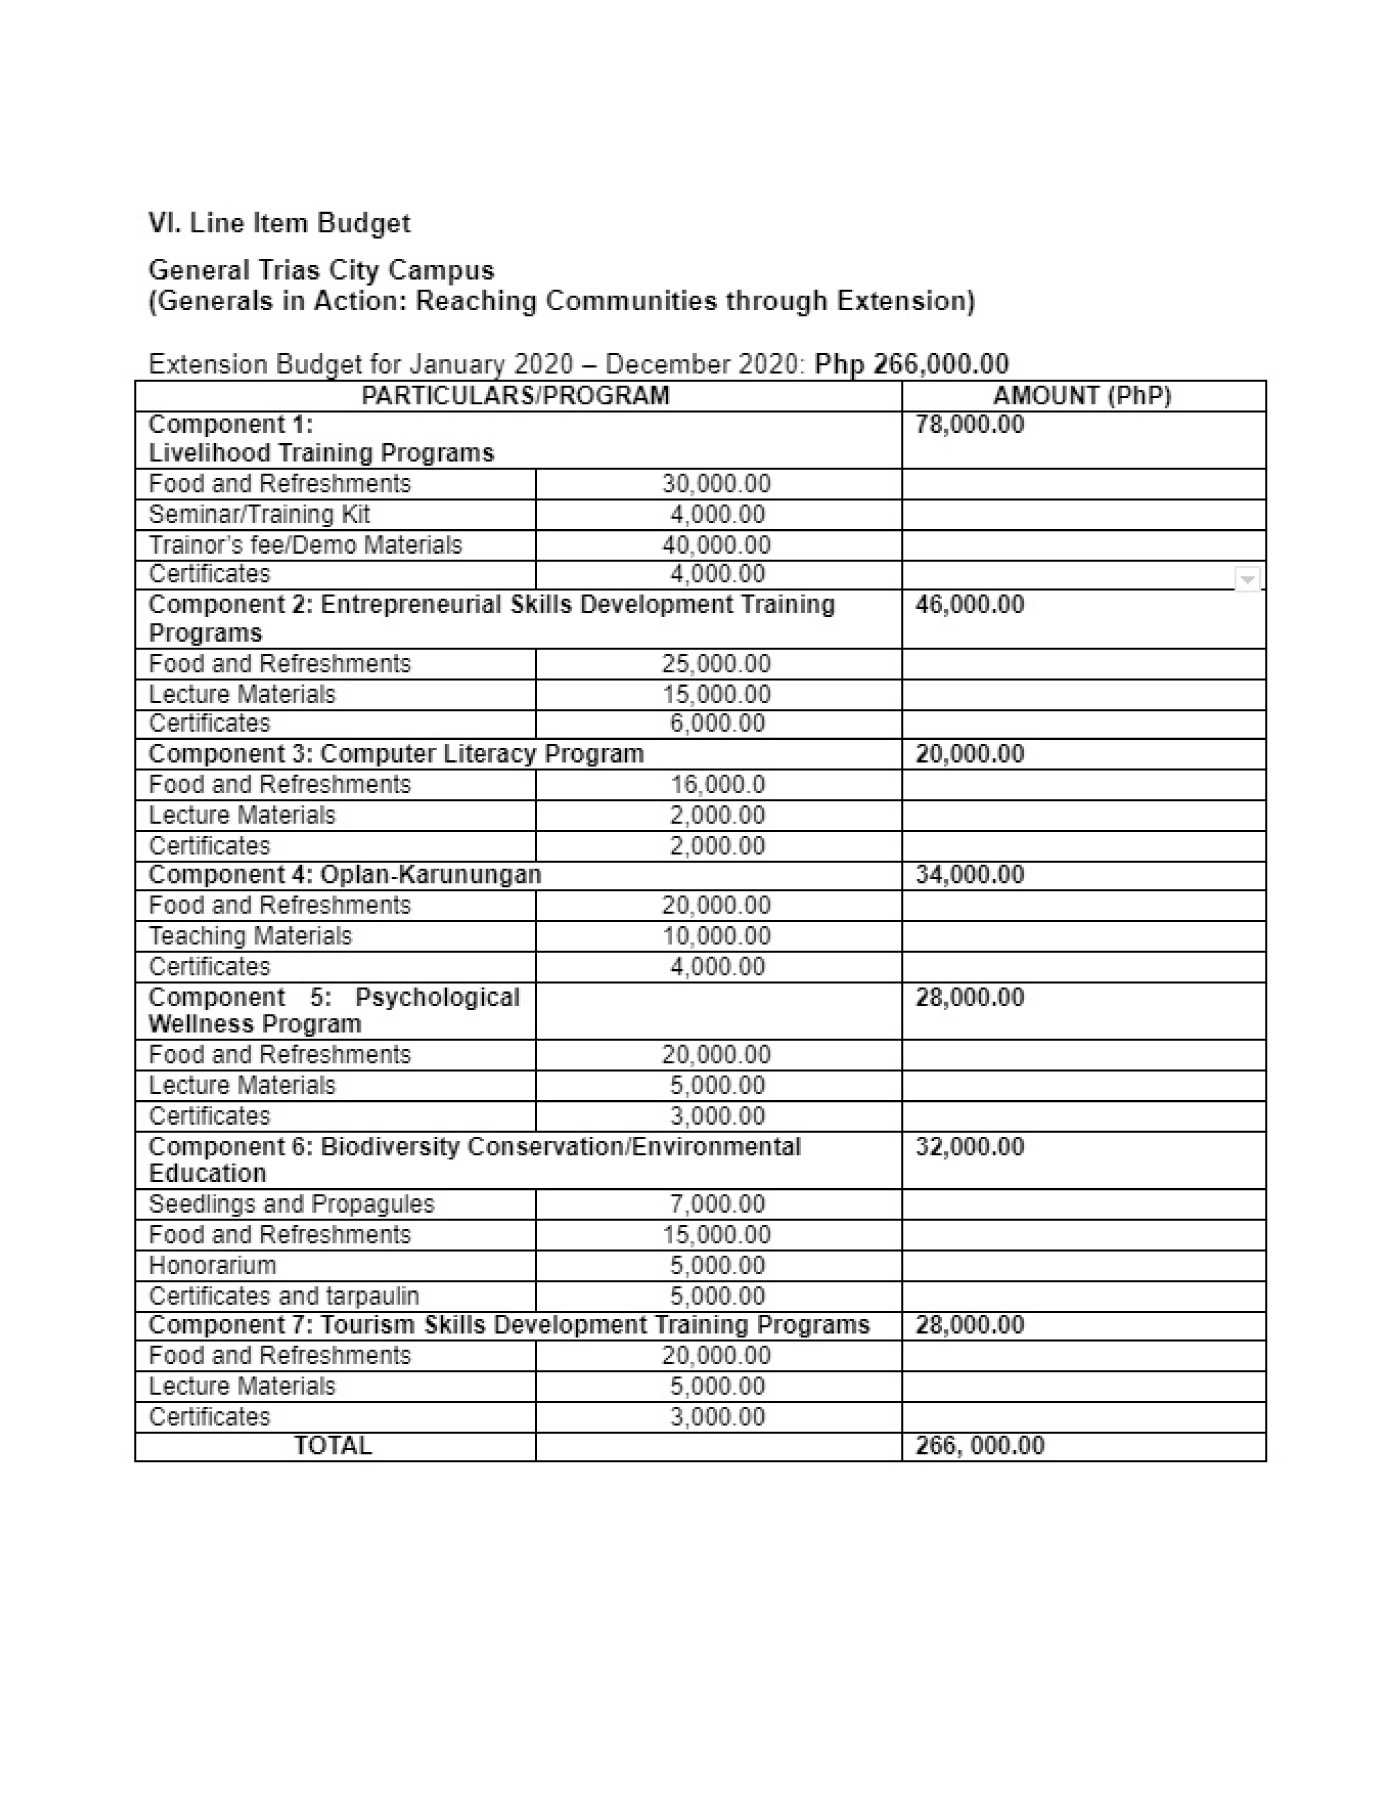 VI. Line Item Budget
General Trias City Campus
(Generals in Action: Reaching Communities through Extension)
Extension Budget for January 2020 – December 2020: Php 266,000.00
PARTICULARS/PROGRAM AMOUNT (PhP)
Component 1: 78,000.00
Livelihood Training Programs
Food and Refreshments 30,000.00
Seminar/Training Kit 4,000.00
Trainor's fee/Demo Materials 40,000.00
Certificates 4,000.00
Component 2: Entrepreneurial Skills Development Training 46,000.00
Programs
Food and Refreshments 25,000.00
Lecture Materials 15,000.00
Certificates 6,000.00
Component 3: Computer Literacy Program 20,000.00
Food and Refreshments 16,000.0
Lecture Materials 2,000.00
Certificates 2,000.00
Component 4: Oplan-Karunungan 34,000.00
Food and Refreshments 20,000.00
Teaching Materials 10,000.00
Certificates 4,000.00
Component 5: Psychological 28,000.00
Wellness Program
Food and Refreshments 20,000.00
Lecture Materials 5,000.00
Certificates 3,000.00
Component 6: Biodiversity Conservation/Environmental 32,000.00
Education
Seedlings and Propagules 7,000.00
Food and Refreshments 15,000.00
Honorarium 5,000.00
Certificates and tarpaulin 5,000.00
Component 7: Tourism Skills Development Training Programs 28,000.00
Food and Refreshments 20,000.00
Lecture Materials 5,000.00
Certificates 3,000.00
TOTAL 266, 000.00